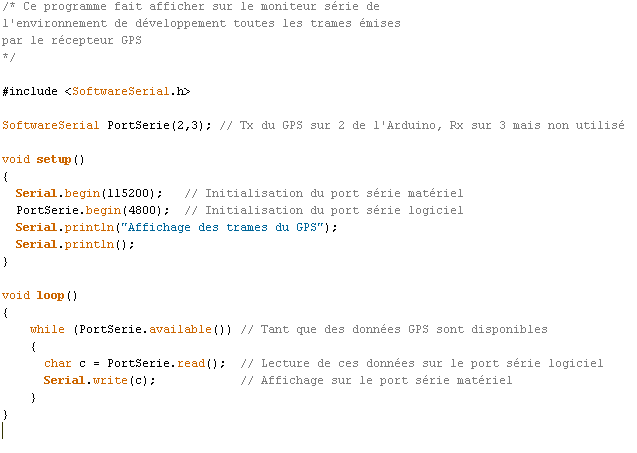 /* Ce programme fait afficher sur le moniteur série de
l'environnement de développement toutes les trames émises
par le récepteur GPS
*/
#include <SoftwareSerial.h>
SoftwareSerial PortSerie(2,3); // Tx du GPS sur 2 de l'Arduino, Rx sur 3 mais non utilisé
void setup()
{
Serial.begin(115200); // Initialisation du port série matériel
PortSerie.begin(4800); // Initialisation du port série logiciel
Serial.println("Affichage des trames du GPS");
Serial.println();
}
void loop()
{
while (PortSerie.available()) // Tant que des données GPS sont disponibles
{
char c = PortSerie.read(); // Lecture de ces données sur le port série logiciel
Serial.write(c); // Affichage sur le port série matériel
}
}